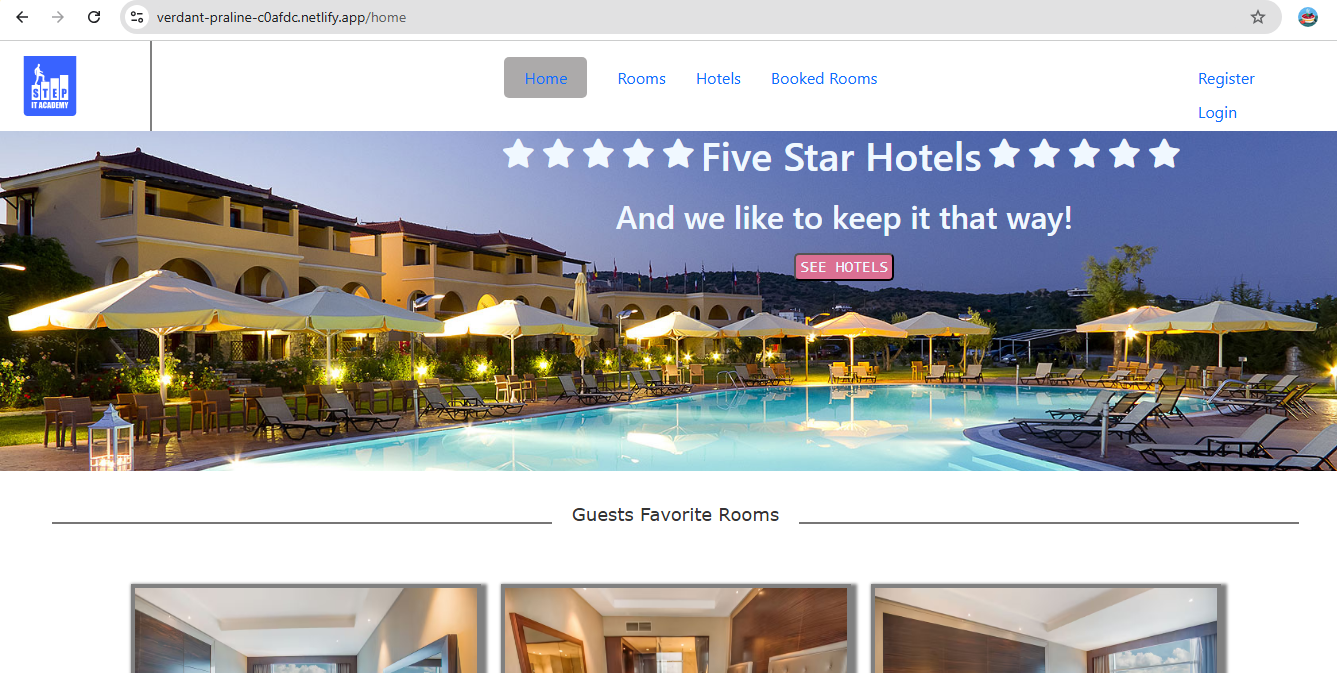 verdant-praline-c0afdc.netlify.app/home
STEP
IT ACADEMY
Home
Rooms
Hotels
Booked Rooms
Register
Login
Five Star Hotels
And we like to keep it that way!
SEE HOTELS
Guests Favorite Rooms